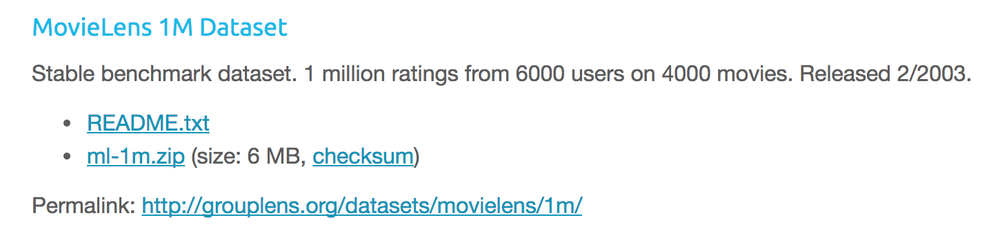 MovieLens 1M Dataset
Stable benchmark dataset. 1 million ratings from 6000 users on 4000 movies. Released 2/2003.
• README.txt
• ml-1m.zip (size: 6 MB, checksum)
Permalink: http://grouplens.org/datasets/movielens/1m/